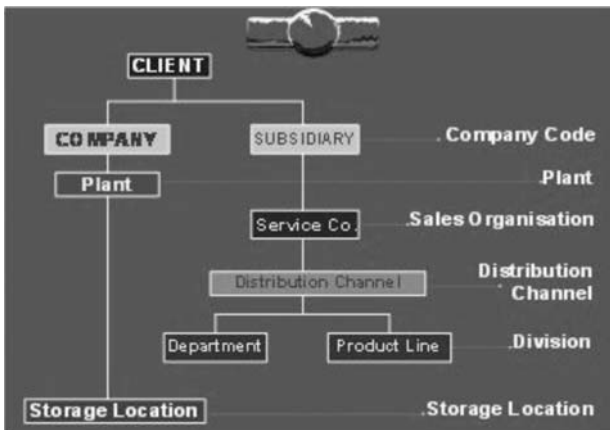 CLIENT
COMPANY
SUBSIDIARY
Company Code
Plant
Plant
Service Co.
Sales Organisation
Distribution Channel
Distribution
Channel
Department
Product Line
Division
Storage Location
Storage Location